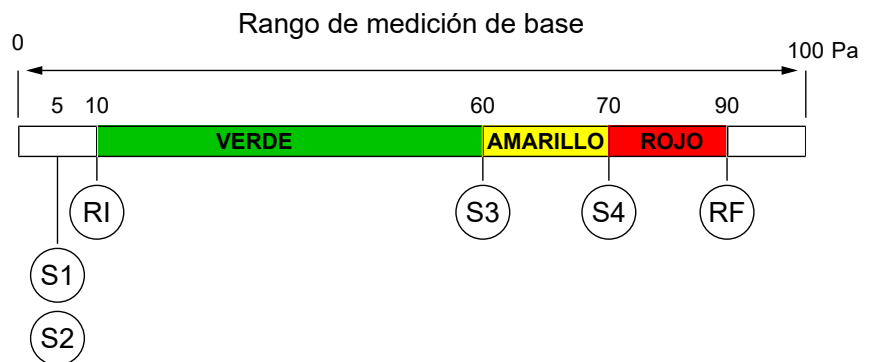 Rango de medición de base
0
100 Pa
5 10 60 70 90
VERDE AMARILLO ROJO
RI S3 S4 RF
S1
S2